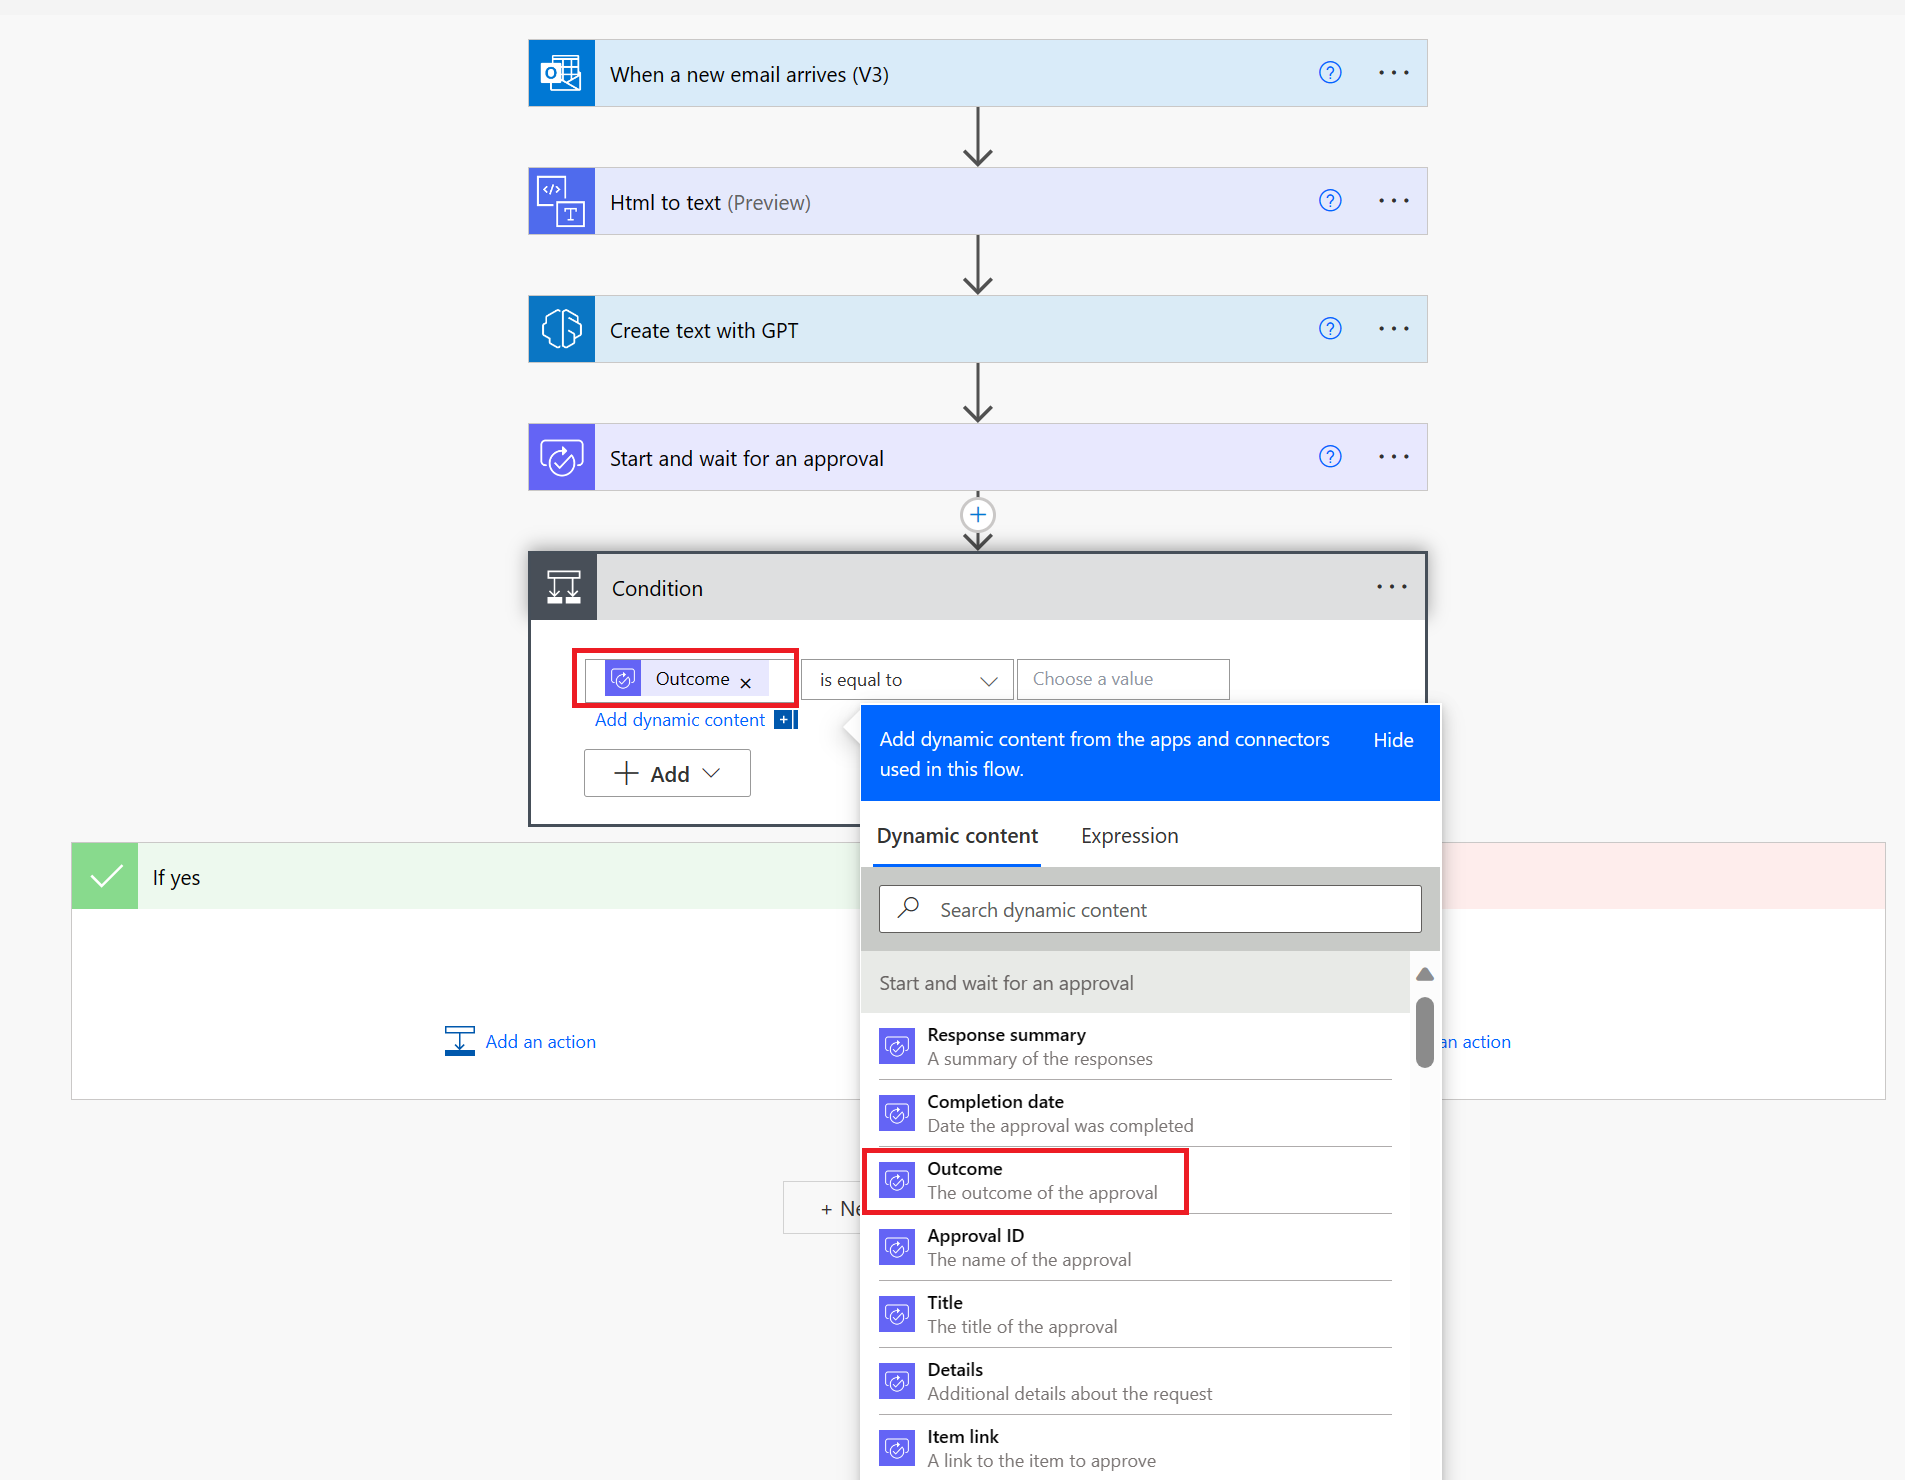 When a new email arrives (V3)
Html to text (Preview)
Create text with GPT
Start and wait for an approval
Condition
Outcome
is equal to
Choose a value
Add dynamic content
Add
Add dynamic content from the apps and connectors
used in this flow.
Hide
Dynamic content
Expression
If yes
Search dynamic content
Start and wait for an approval
Response summary
A summary of the responses
Add an action
an action
Completion date
Date the approval was completed
Outcome
The outcome of the approval
+ Ne
Approval ID
The name of the approval
Title
The title of the approval
Details
Additional details about the request
Item link
A link to the item to approve